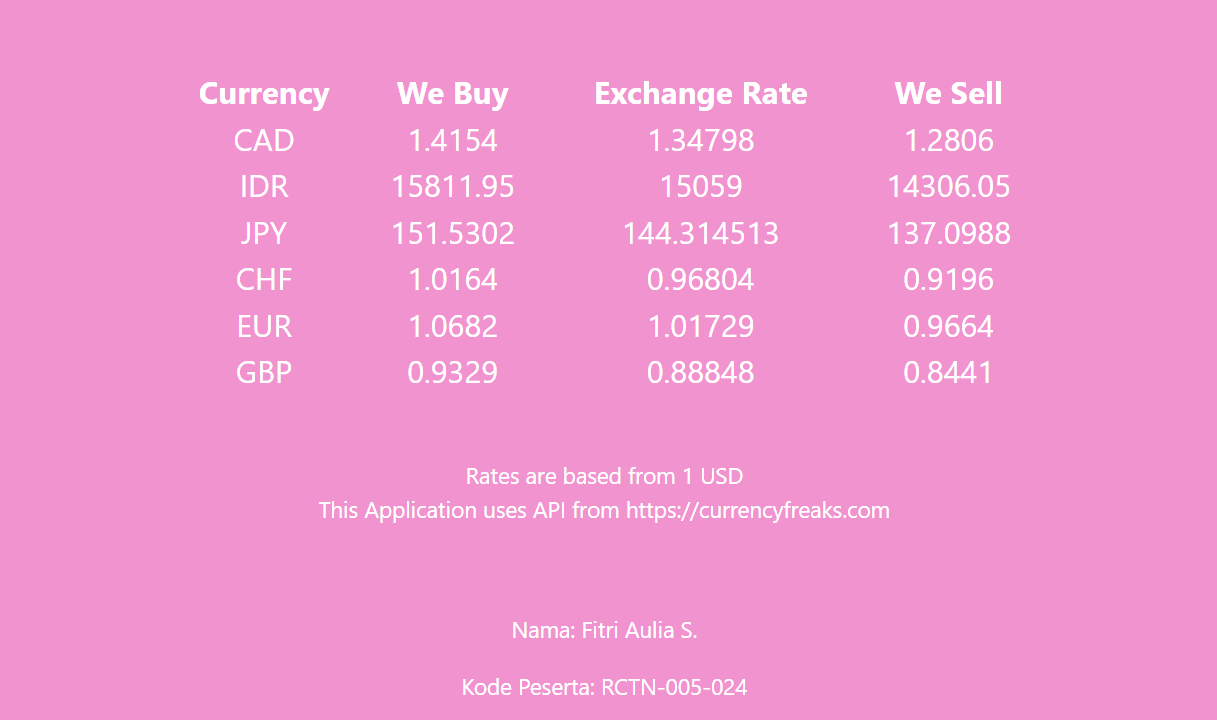 Currency We Buy Exchange Rate We Sell
CAD 1.4154 1.34798 1.2806
IDR 15811.95 15059 14306.05
JPY 151.5302 144.314513 137.0988
CHF 1.0164 0.96804 0.9196
EUR 1.0682 1.01729 0.9664
GBP 0.9329 0.88848 0.8441
Rates are based from 1 USD
This Application uses API from https://currencyfreaks.com
Nama: Fitri Aulia S.
Kode Peserta: RCTN-005-024